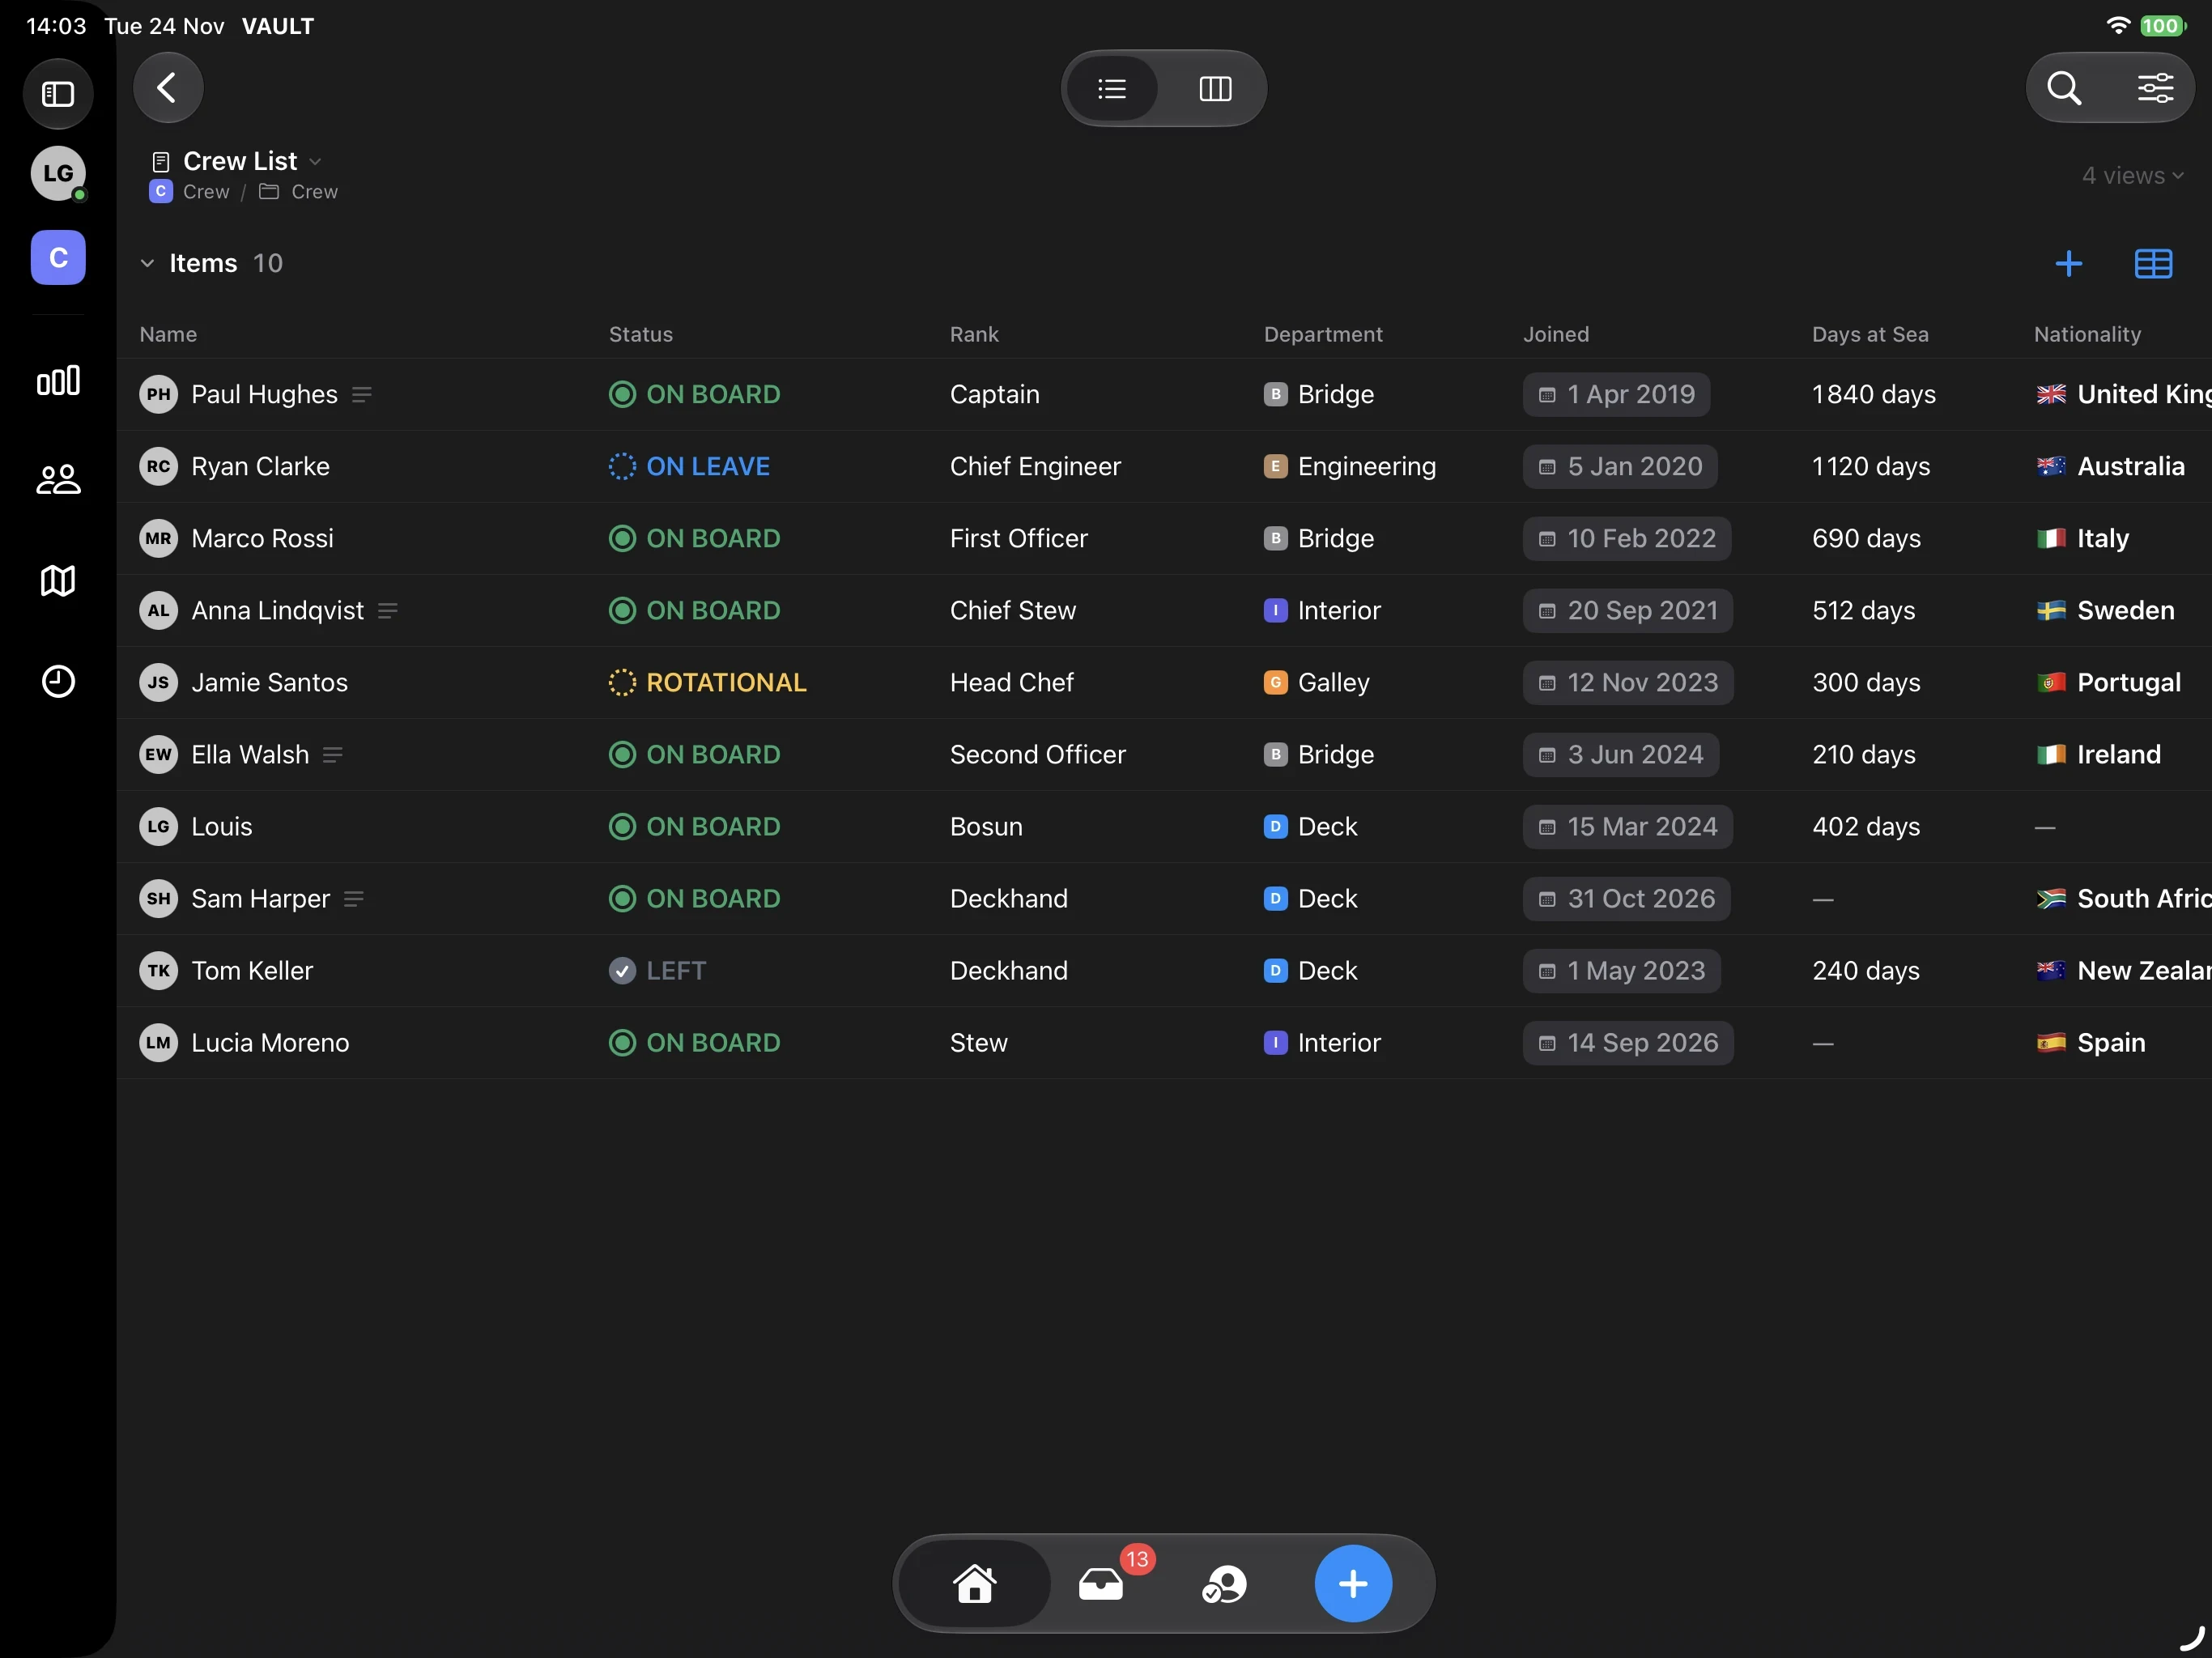 14:03 Tue 24 Nov VAULT 100
LG
Crew List
4 views
C Crew / Crew
C
Items 10
Name Status Rank Department Joined Days at Sea Nationality
PH Paul Hughes ON BOARD Captain B Bridge 1 Apr 2019 1840 days United King
RC Ryan Clarke ON LEAVE Chief Engineer E Engineering 5 Jan 2020 1120 days Australia
MR Marco Rossi ON BOARD First Officer B Bridge 10 Feb 2022 690 days Italy
AL Anna Lindqvist ON BOARD Chief Stew I Interior 20 Sep 2021 512 days Sweden
JS Jamie Santos ROTATIONAL Head Chef G Galley 12 Nov 2023 300 days Portugal
EW Ella Walsh ON BOARD Second Officer B Bridge 3 Jun 2024 210 days Ireland
LG Louis ON BOARD Bosun D Deck 15 Mar 2024 402 days —
SH Sam Harper ON BOARD Deckhand D Deck 31 Oct 2026 — South Afric
TK Tom Keller LEFT Deckhand D Deck 1 May 2023 240 days New Zealan
LM Lucia Moreno ON BOARD Stew I Interior 14 Sep 2026 — Spain
13